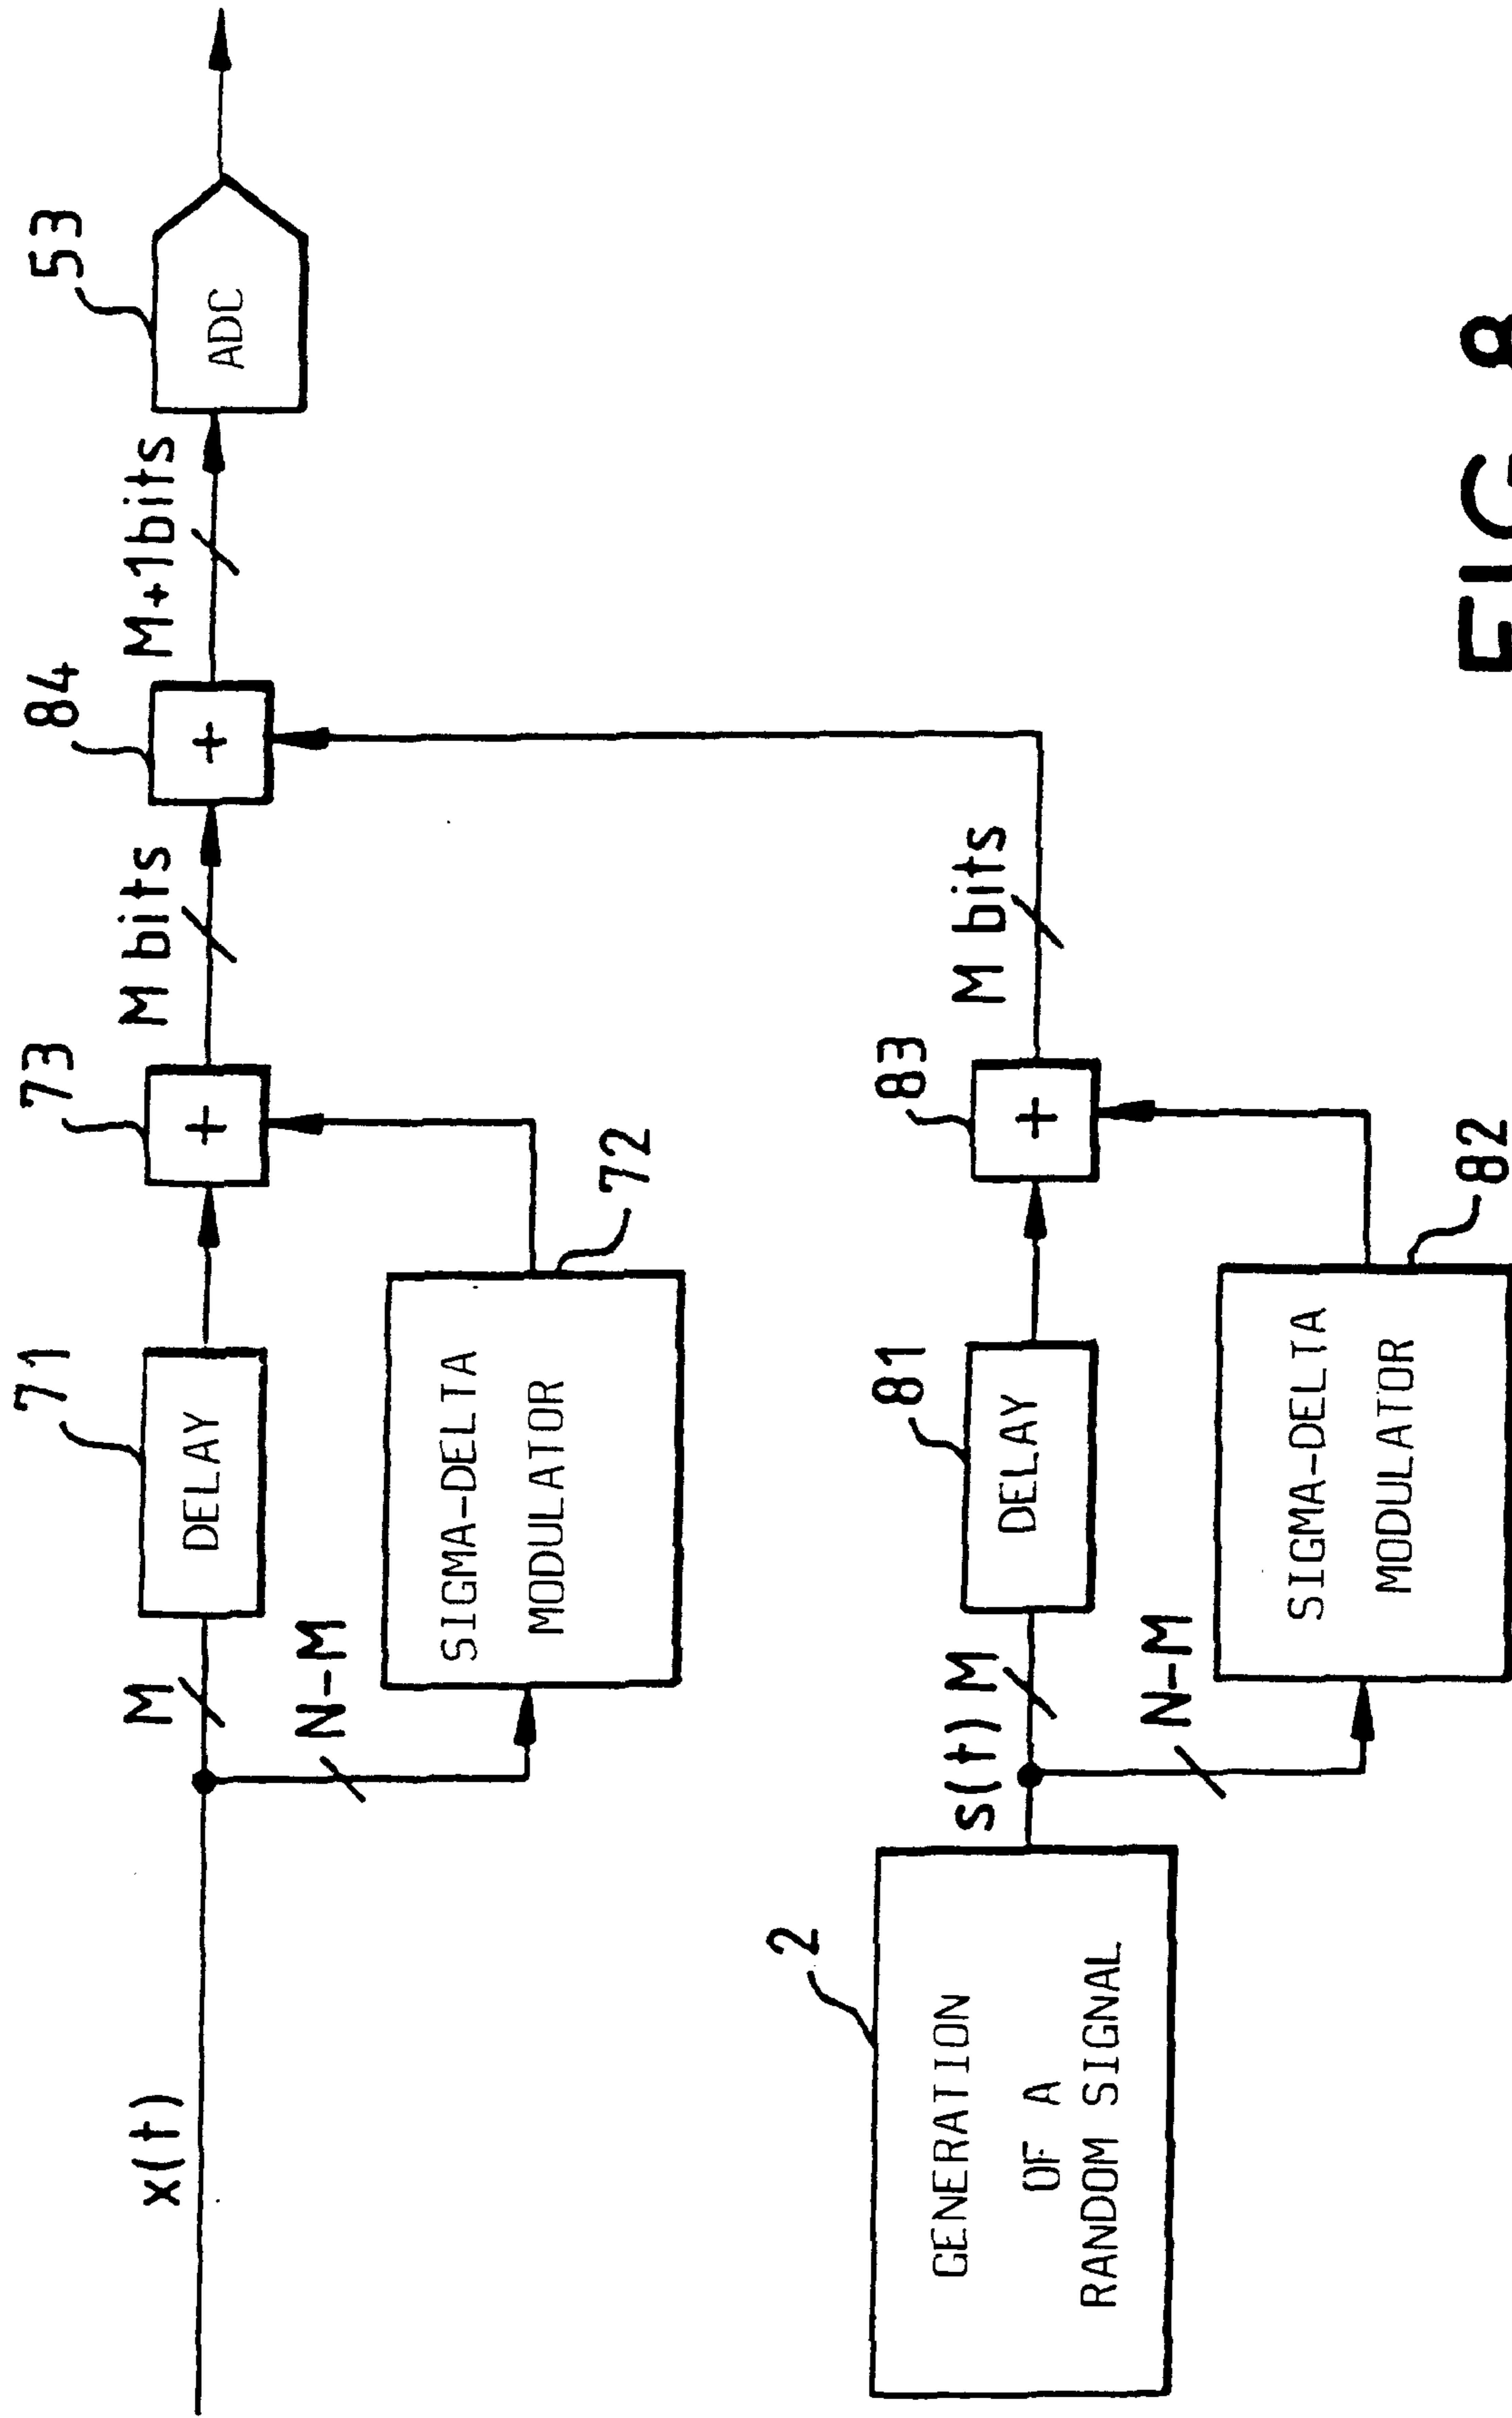 x(t)
M
N-M
71
DELAY
SIGMA-DELTA
MODULATOR
72
73
+
M bits
84
+
M+1bits
53
ADC
2
GENERATION
OF A
RANDOM SIGNAL
s(t) M
N-M
81
DELAY
SIGMA-DELTA
MODULATOR
82
83
+
M bits
FIG 8